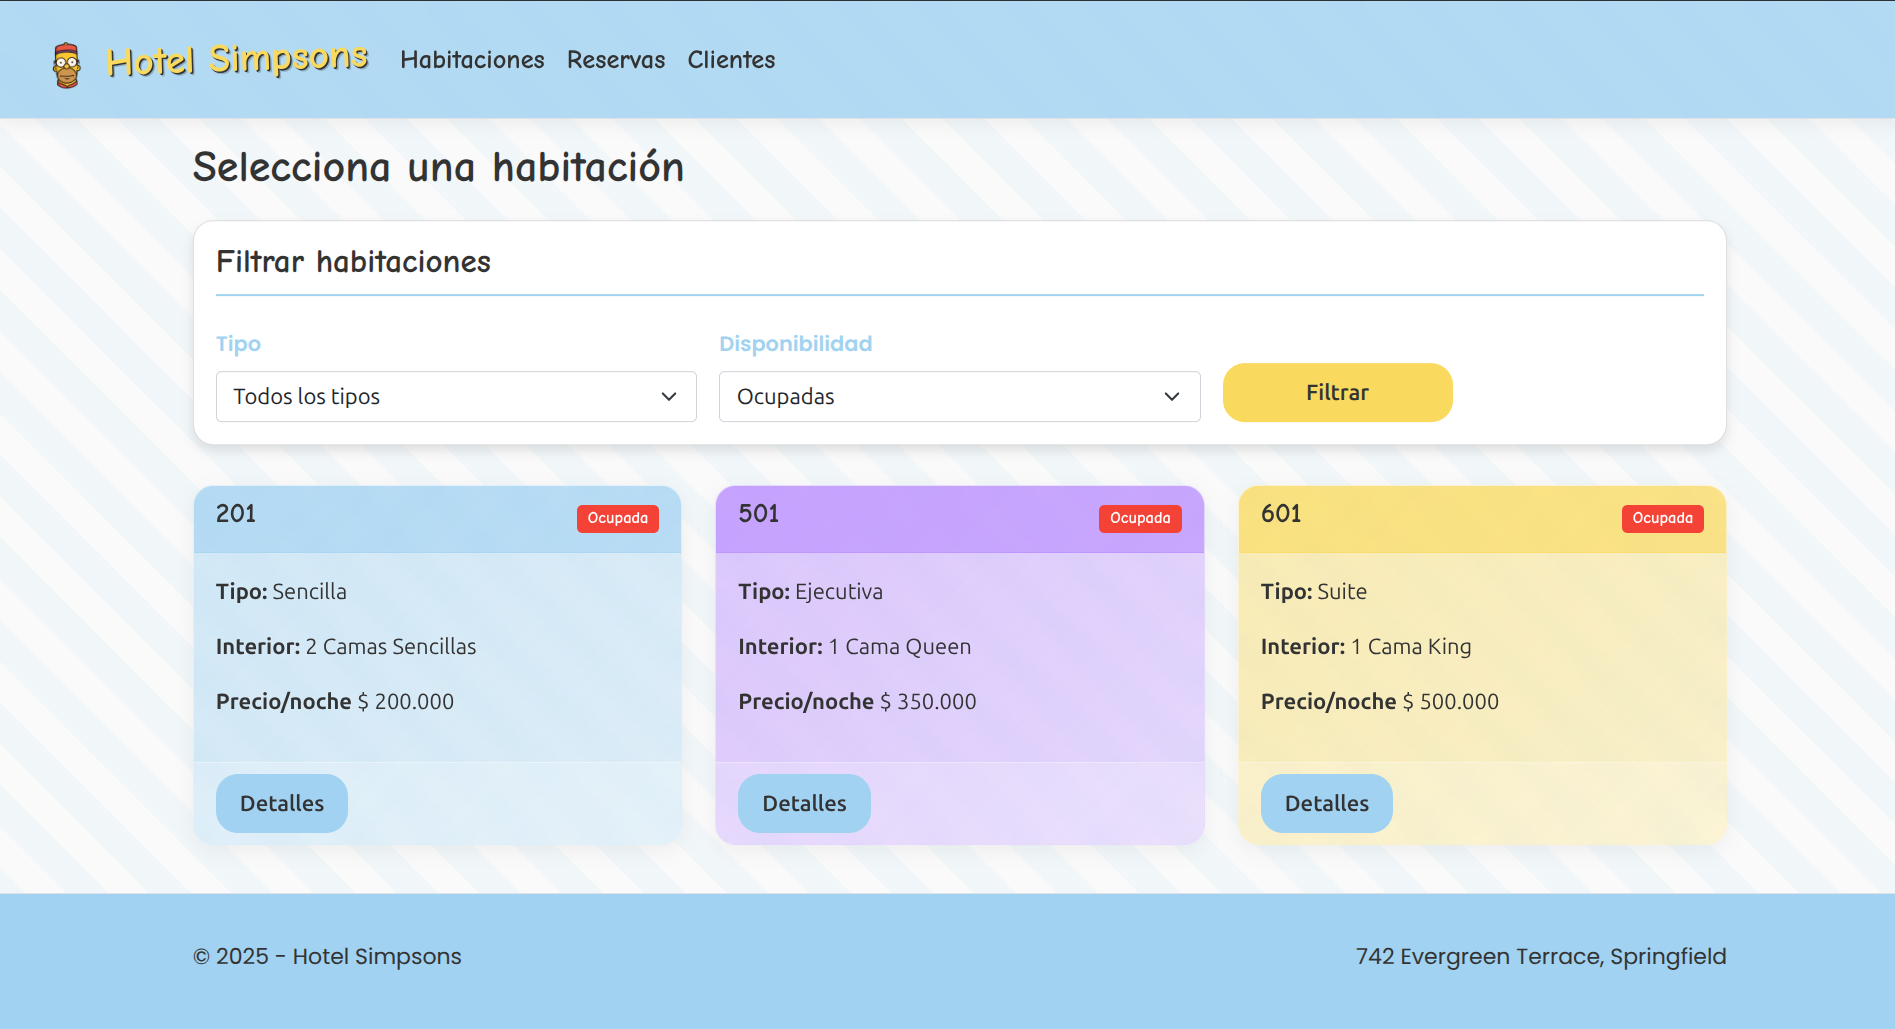 Hotel Simpsons Habitaciones Reservas Clientes
Selecciona una habitación
Filtrar habitaciones
Tipo Disponibilidad
Todos los tipos Ocupadas Filtrar
201 Ocupada 501 Ocupada 601 Ocupada
Tipo: Sencilla Tipo: Ejecutiva Tipo: Suite
Interior: 2 Camas Sencillas Interior: 1 Cama Queen Interior: 1 Cama King
Precio/noche $ 200.000 Precio/noche $ 350.000 Precio/noche $ 500.000
Detalles Detalles Detalles
© 2025 - Hotel Simpsons 742 Evergreen Terrace, Springfield